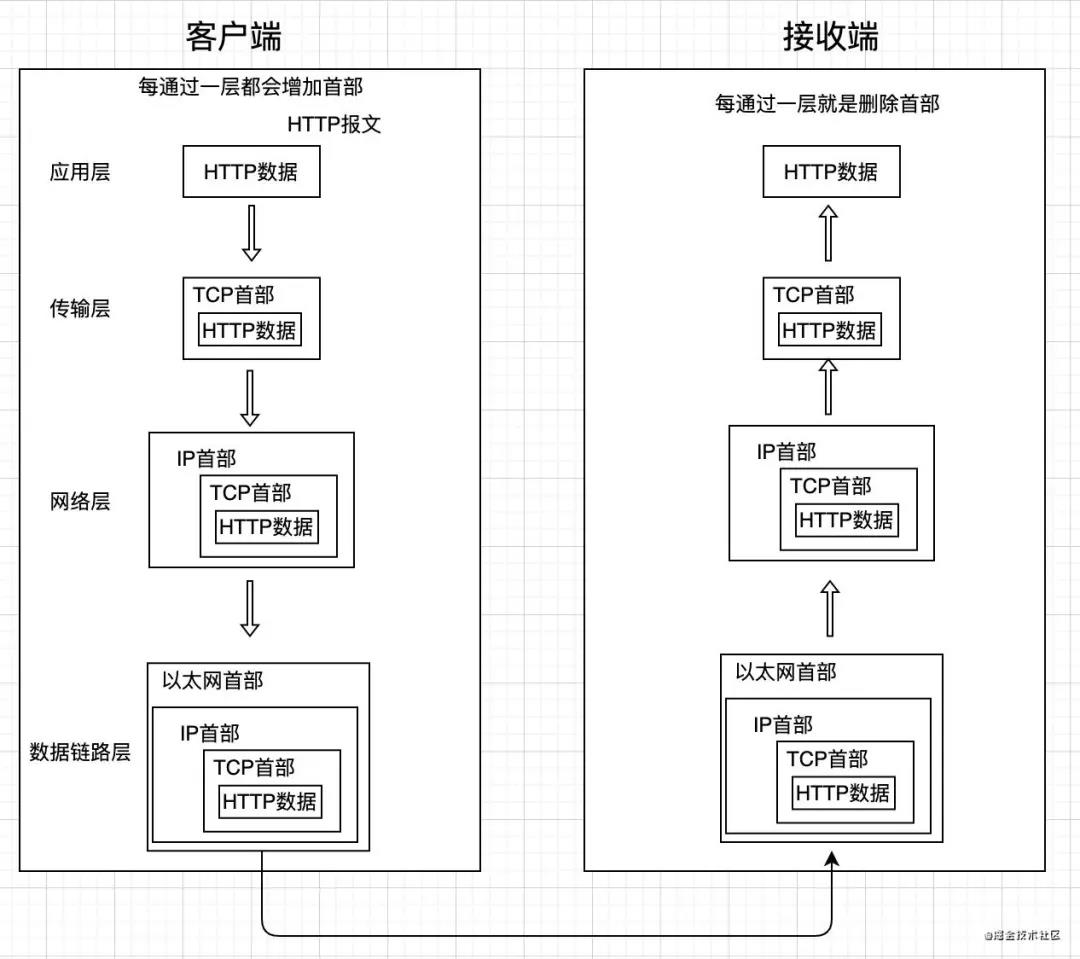 客户端
每通过一层都会增加首部
HTTP报文
应用层
HTTP数据
传输层
TCP首部
HTTP数据
网络层
IP首部
TCP首部
HTTP数据
数据链路层
以太网首部
IP首部
TCP首部
HTTP数据
接收端
每通过一层就是删除首部
HTTP数据
TCP首部
HTTP数据
IP首部
TCP首部
HTTP数据
以太网首部
IP首部
TCP首部
HTTP数据
@掘金技术社区